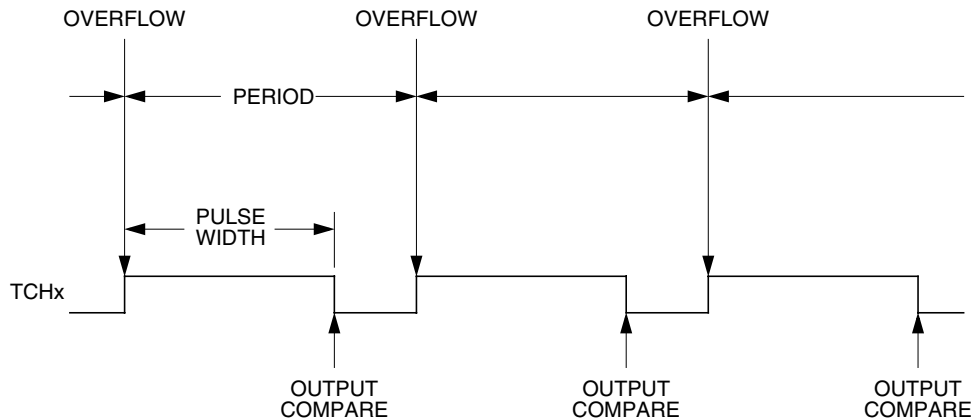 OVERFLOW OVERFLOW OVERFLOW
PERIOD
PULSE
WIDTH
TCHx
OUTPUT OUTPUT OUTPUT
COMPARE COMPARE COMPARE